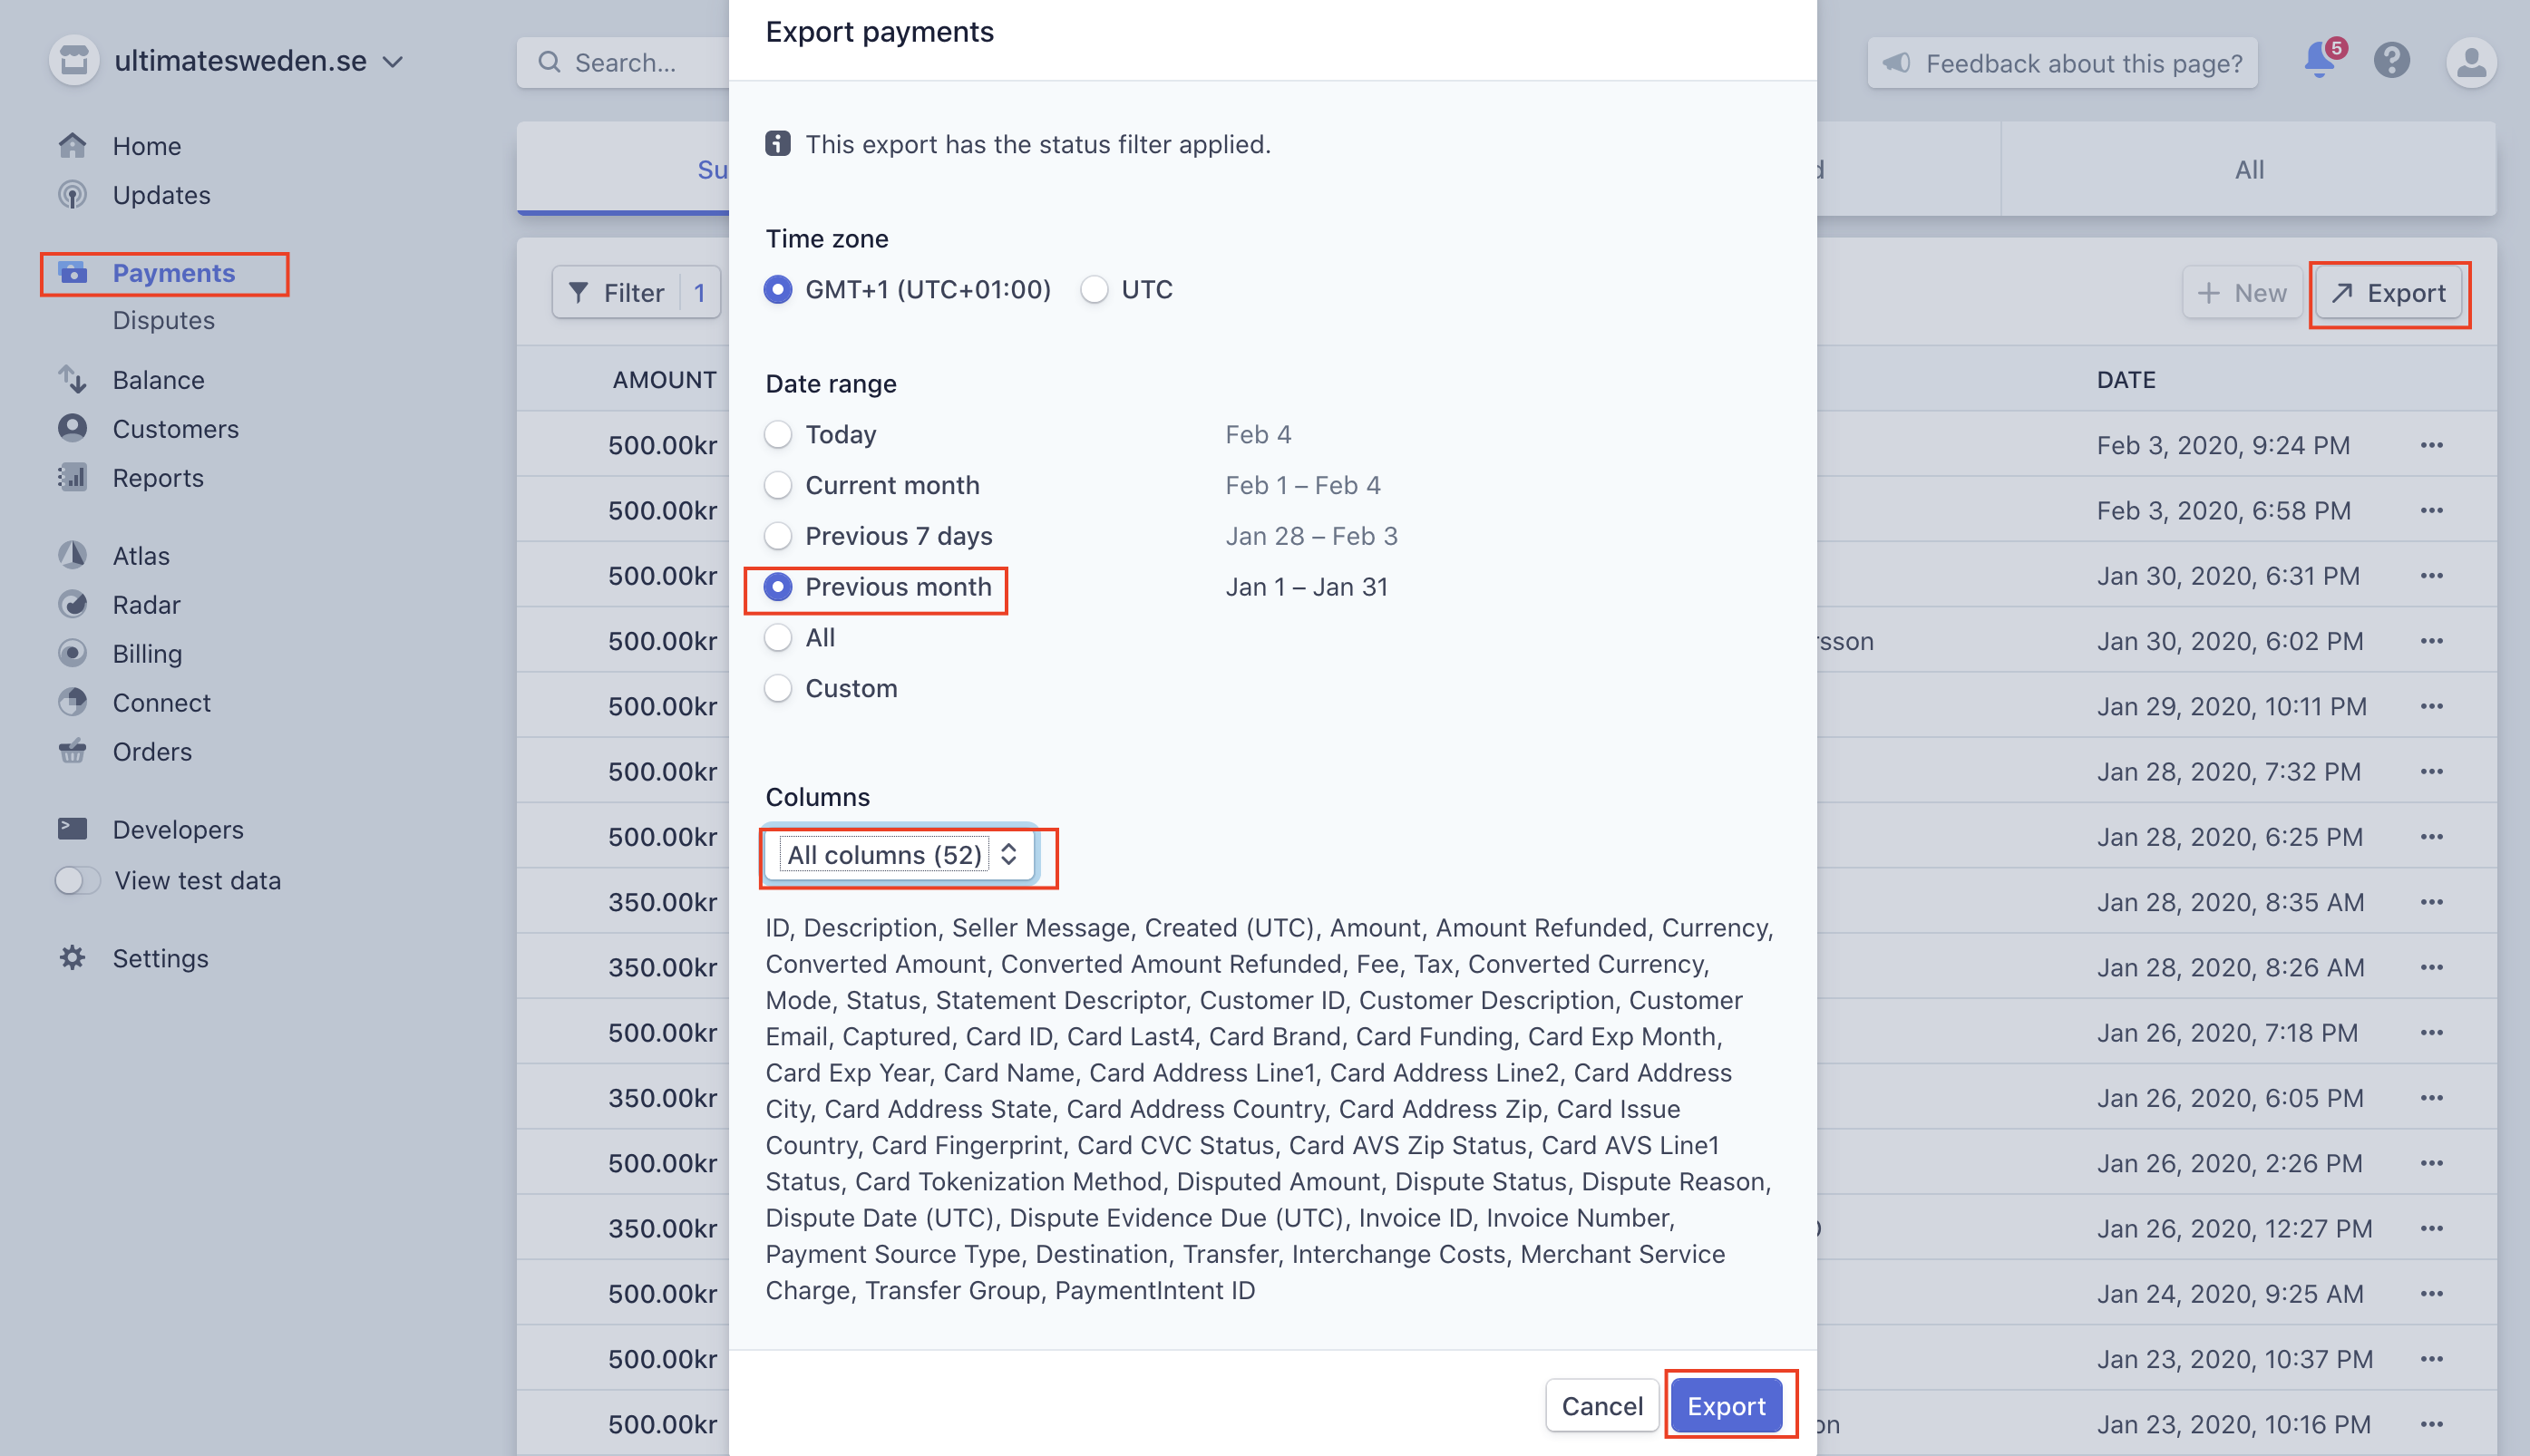 ultimatesweden.se
Home
Updates
Payments
Disputes
Balance
Customers
Reports
Atlas
Radar
Billing
Connect
Orders
Developers
View test data
Settings
Search...
Feedback about this page?
5
All
Filter 1
New
Export
AMOUNT
DATE
500.00kr
Feb 3, 2020, 9:24 PM
500.00kr
Feb 3, 2020, 6:58 PM
500.00kr
Jan 30, 2020, 6:31 PM
500.00kr
Jan 30, 2020, 6:02 PM
500.00kr
Jan 29, 2020, 10:11 PM
500.00kr
Jan 28, 2020, 7:32 PM
500.00kr
Jan 28, 2020, 6:25 PM
350.00kr
Jan 28, 2020, 8:35 AM
350.00kr
Jan 28, 2020, 8:26 AM
500.00kr
Jan 26, 2020, 7:18 PM
350.00kr
Jan 26, 2020, 6:05 PM
500.00kr
Jan 26, 2020, 2:26 PM
350.00kr
Jan 26, 2020, 12:27 PM
500.00kr
Jan 24, 2020, 9:25 AM
500.00kr
Jan 23, 2020, 10:37 PM
500.00kr
Jan 23, 2020, 10:16 PM
Export payments
This export has the status filter applied.
Time zone
GMT+1 (UTC+01:00) UTC
Date range
Today Feb 4
Current month Feb 1 – Feb 4
Previous 7 days Jan 28 – Feb 3
Previous month Jan 1 – Jan 31
All
Custom
Columns
All columns (52)
ID, Description, Seller Message, Created (UTC), Amount, Amount Refunded, Currency,
Converted Amount, Converted Amount Refunded, Fee, Tax, Converted Currency,
Mode, Status, Statement Descriptor, Customer ID, Customer Description, Customer
Email, Captured, Card ID, Card Last4, Card Brand, Card Funding, Card Exp Month,
Card Exp Year, Card Name, Card Address Line1, Card Address Line2, Card Address
City, Card Address State, Card Address Country, Card Address Zip, Card Issue
Country, Card Fingerprint, Card CVC Status, Card AVS Zip Status, Card AVS Line1
Status, Card Tokenization Method, Disputed Amount, Dispute Status, Dispute Reason,
Dispute Date (UTC), Dispute Evidence Due (UTC), Invoice ID, Invoice Number,
Payment Source Type, Destination, Transfer, Interchange Costs, Merchant Service
Charge, Transfer Group, PaymentIntent ID
Cancel
Export